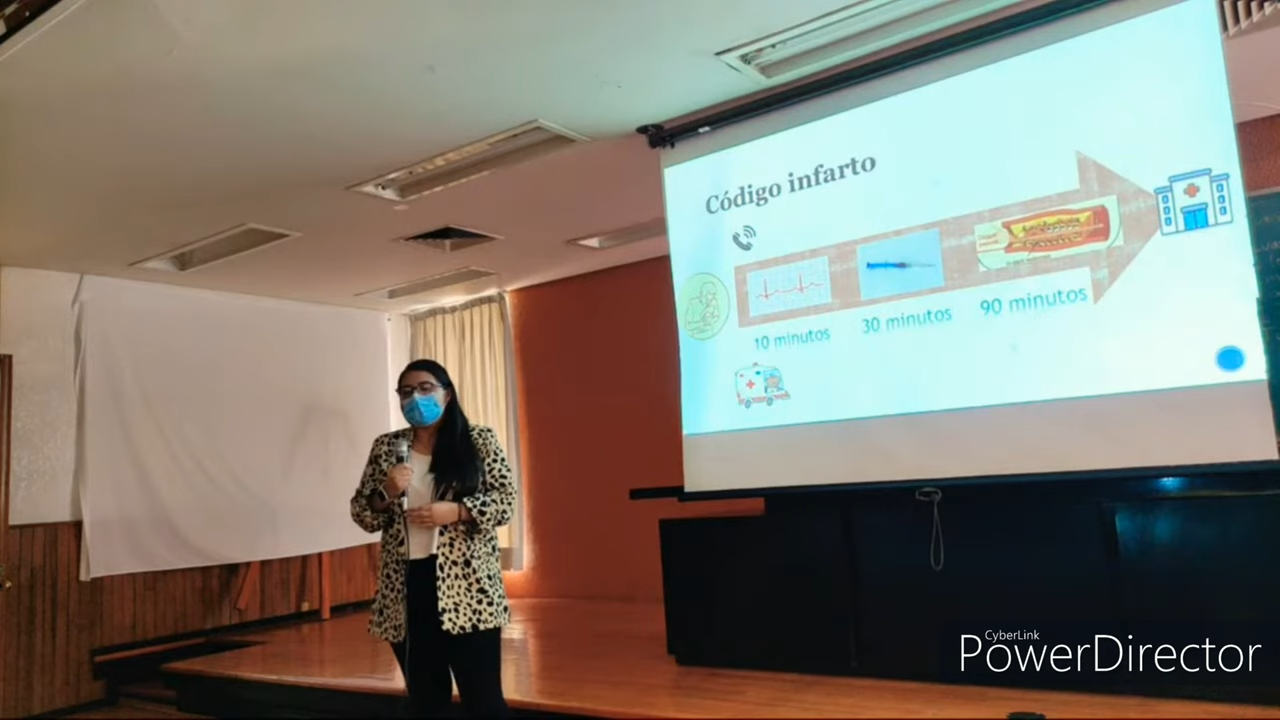 Código infarto
10 minutos
30 minutos
90 minutos
CyberLink
PowerDirector